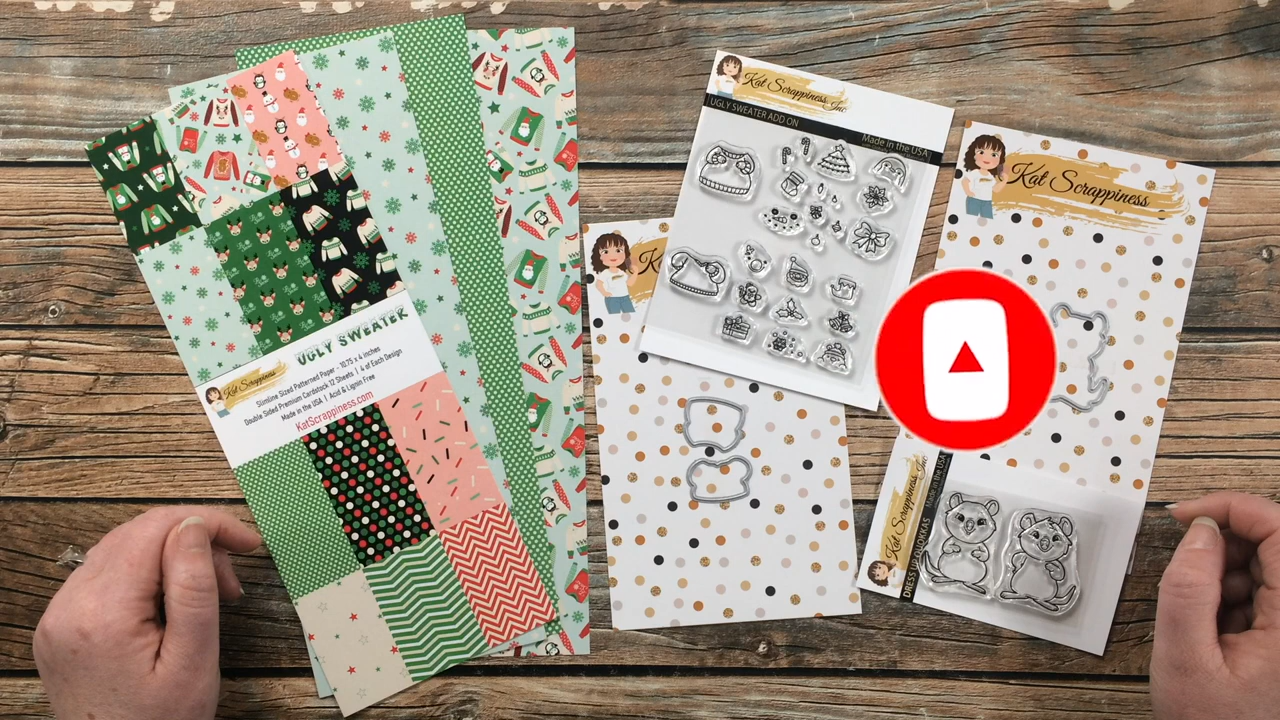 UGLY SWEATER
Kat Scrappiness
Slimline Sized Patterned Paper - 10.75 x 4 inches
Double Sided Premium Cardstock 12 Sheets | 4 of Each Design
Made in the USA | Acid & Lignin Free
KatScrappiness.com
Kat Scrappiness Inc
UGLY SWEATER ADD ON
Made in the USA
K
Kat Scrappiness
Kat Scrappiness Inc
DRESS UP QUOKKAS
Made in the USA